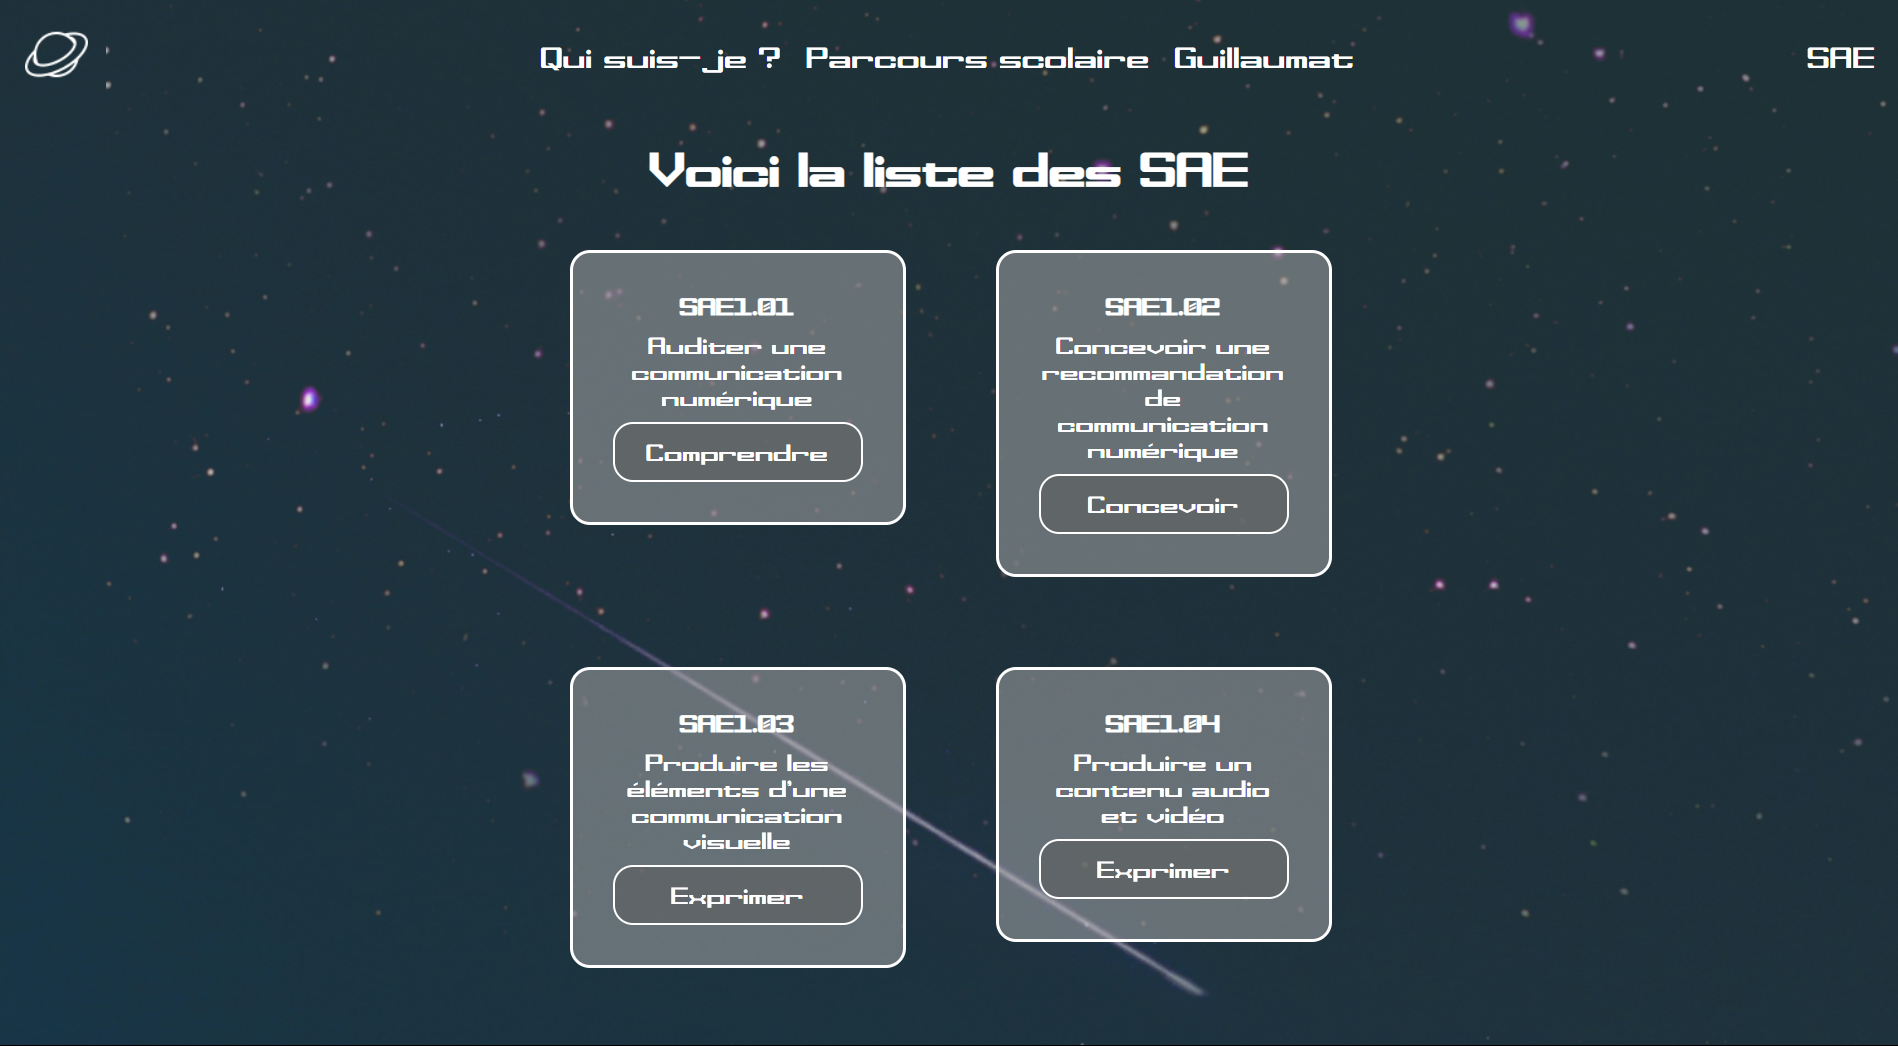 Qui suis-je ? Parcours scolaire Guillaumat SAE
Voici la liste des SAE
SAE1.01
Auditer une
communication
numérique
Comprendre
SAE1.02
Concevoir une
recommandation
de
communication
numérique
Concevoir
SAE1.03
Produire les
éléments d'une
communication
visuelle
Exprimer
SAE1.04
Produire un
contenu audio
et vidéo
Exprimer